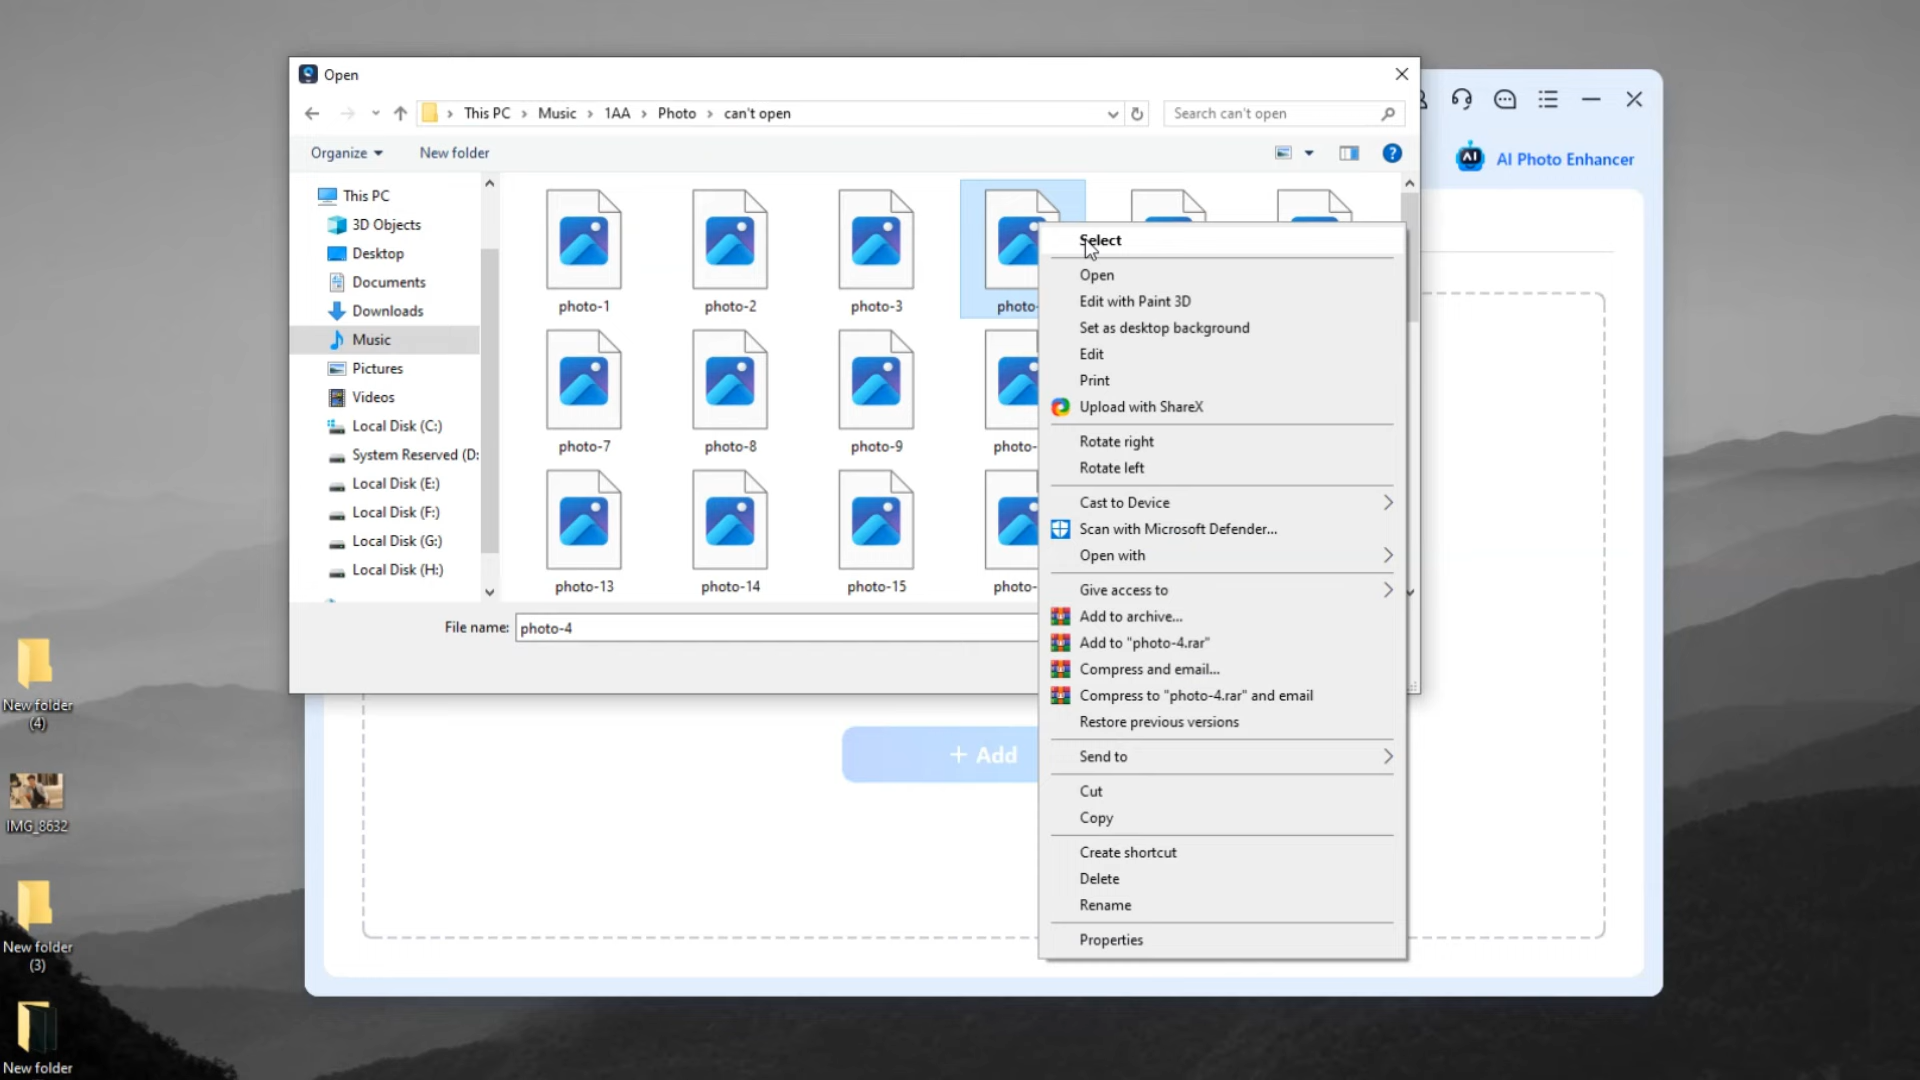 Open
This PC > Music > 1AA > Photo > can't open
Search can't open
Organize
New folder
AI
AI Photo Enhancer
This PC
3D Objects
Desktop
Documents
Downloads
Music
Pictures
Videos
Local Disk (C:)
System Reserved (D:
Local Disk (E:)
Local Disk (F:)
Local Disk (G:)
Local Disk (H:)
photo-1
photo-2
photo-3
photo-
photo-7
photo-8
photo-9
photo-
photo-13
photo-14
photo-15
photo-
File name: photo-4
Select
Open
Edit with Paint 3D
Set as desktop background
Edit
Print
Upload with ShareX
Rotate right
Rotate left
Cast to Device
Scan with Microsoft Defender...
Open with
Give access to
Add to archive...
Add to "photo-4.rar"
Compress and email...
Compress to "photo-4.rar" and email
Restore previous versions
Send to
Cut
Copy
Create shortcut
Delete
Rename
Properties
+ Add
New folder
(4)
IMG_8632
New folder
(3)
New folder